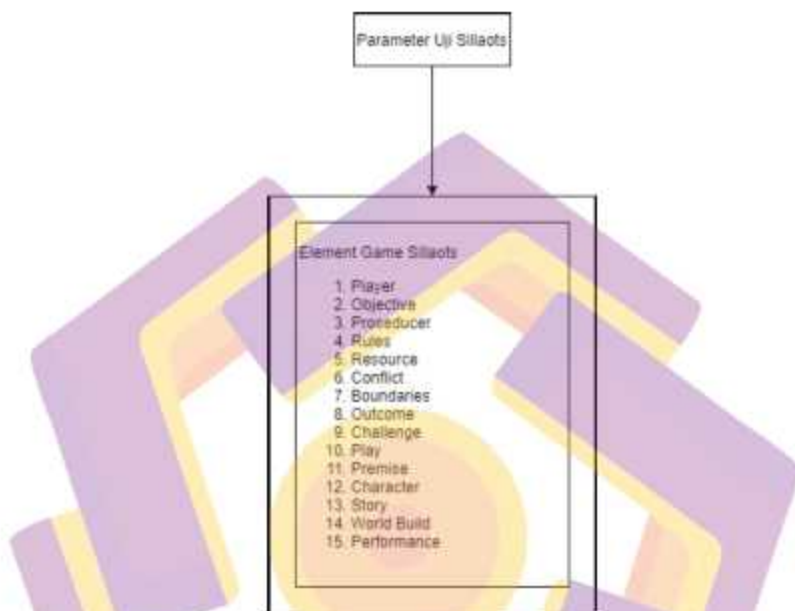 Parameter Uji Sillaots
Element Game Sillaots
1. Player
2. Objective
3. Proneducer
4. Rules
5. Resource
6. Conflict
7. Boundaries
8. Outcome
9. Challenge
10. Play
11. Premise
12. Character
13. Story
14. World Build
15. Performance